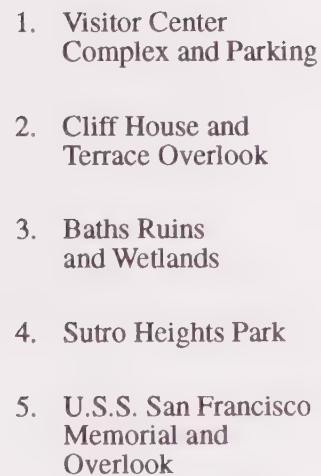 1. Visitor Center
Complex and Parking
2. Cliff House and
Terrace Overlook
3. Baths Ruins
and Wetlands
4. Sutro Heights Park
5. U.S.S. San Francisco
Memorial and
Overlook